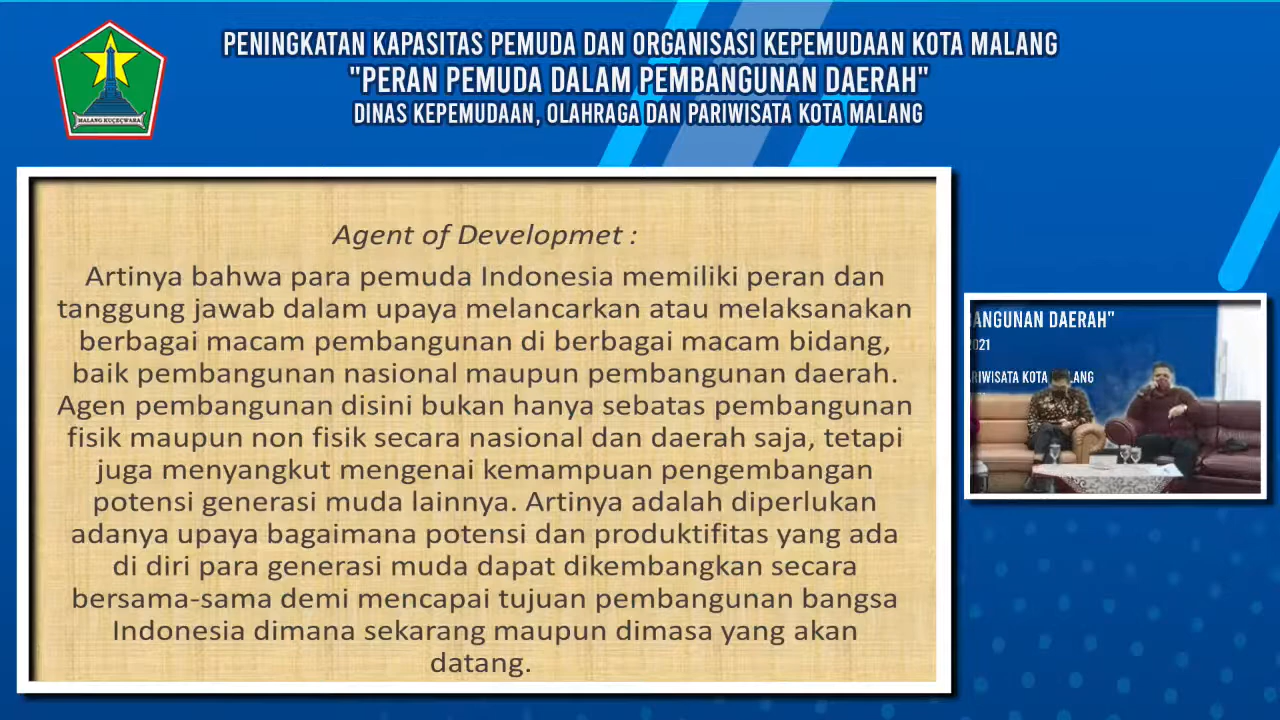 PENINGKATAN KAPASITAS PEMUDA DAN ORGANISASI KEPEMUDAAN KOTA MALANG
"PERAN PEMUDA DALAM PEMBANGUNAN DAERAH"
DINAS KEPEMUDAAN, OLAHRAGA DAN PARIWISATA KOTA MALANG
MALANG KUÇEÇWARA
Agent of Developmet :
Artinya bahwa para pemuda Indonesia memiliki peran dan
tanggung jawab dalam upaya melancarkan atau melaksanakan
berbagai macam pembangunan di berbagai macam bidang,
baik pembangunan nasional maupun pembangunan daerah.
Agen pembangunan disini bukan hanya sebatas pembangunan
fisik maupun non fisik secara nasional dan daerah saja, tetapi
juga menyangkut mengenai kemampuan pengembangan
potensi generasi muda lainnya. Artinya adalah diperlukan
adanya upaya bagaimana potensi dan produktifitas yang ada
di diri para generasi muda dapat dikembangkan secara
bersama-sama demi mencapai tujuan pembangunan bangsa
Indonesia dimana sekarang maupun dimasa yang akan
datang.
BANGUNAN DAERAH"
2021
ARIWISATA KOTA MALANG